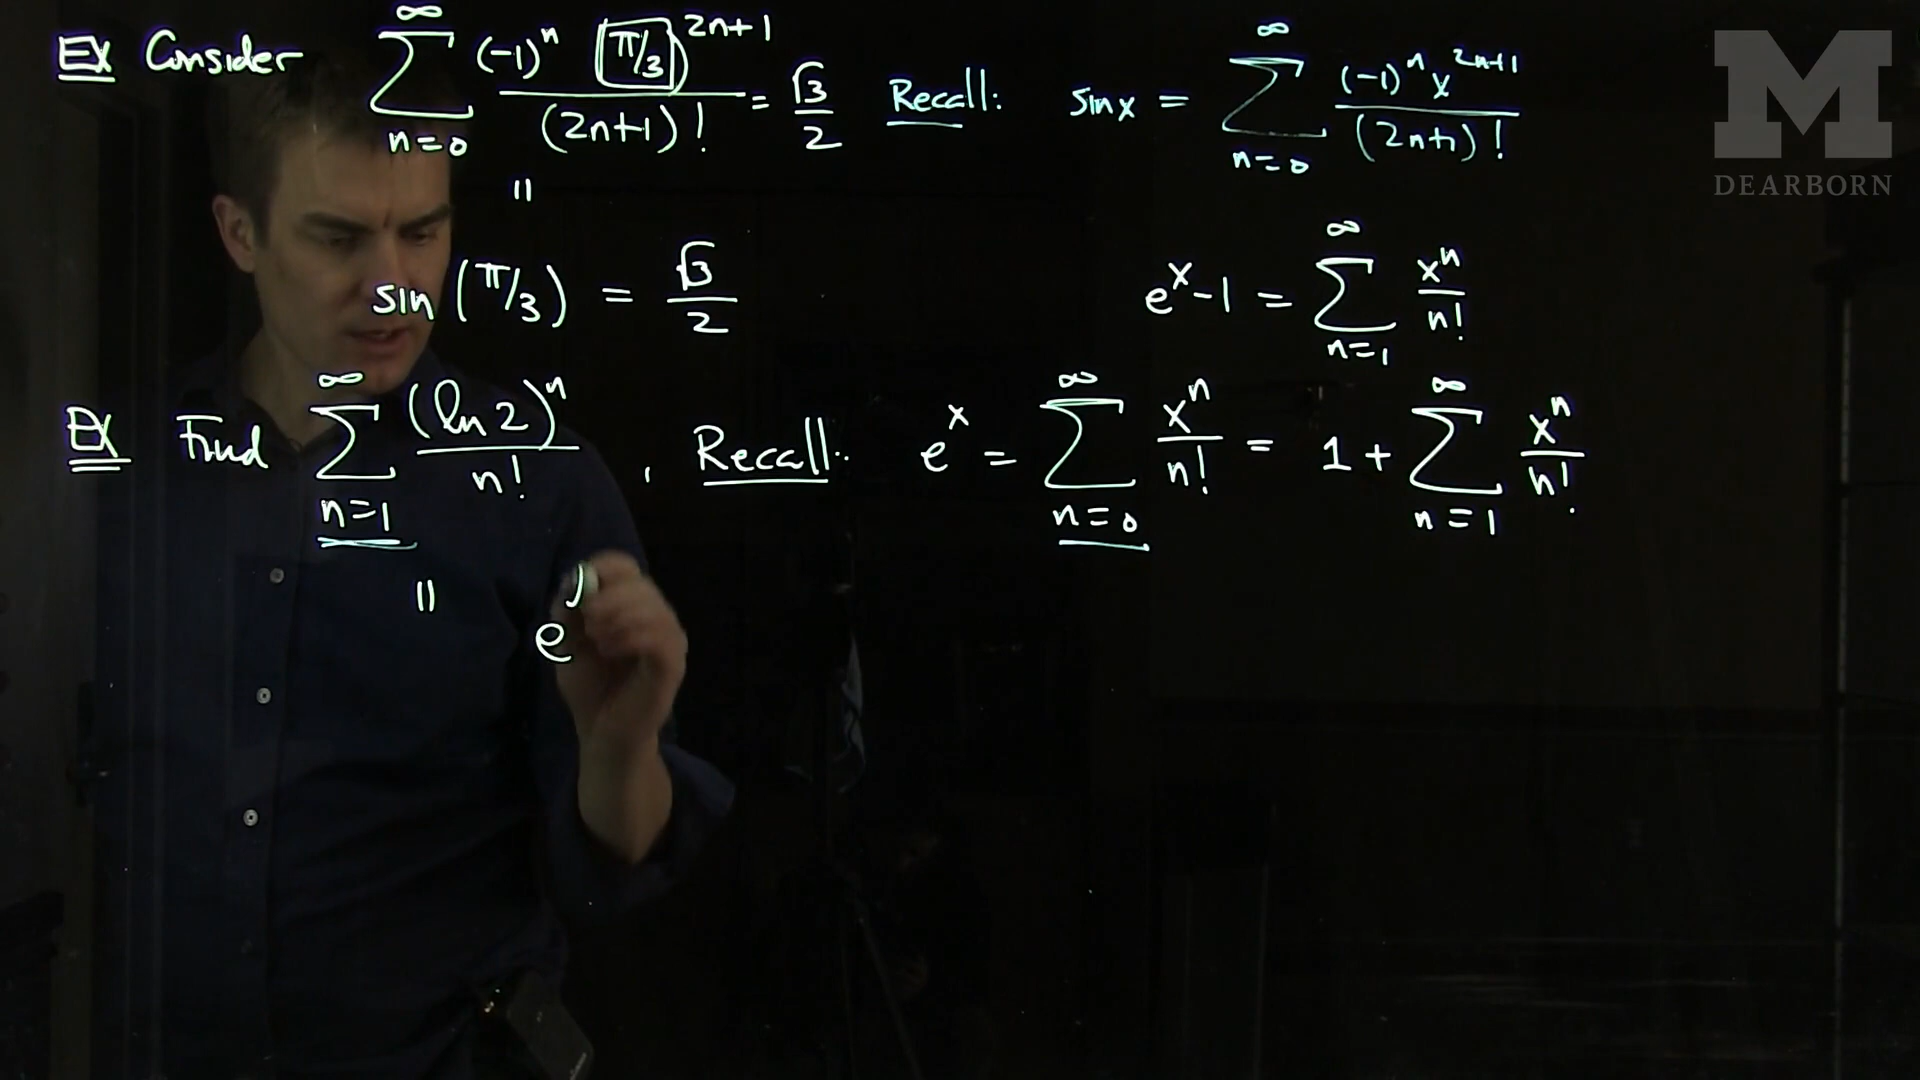 EX Consider ∞ ∑ n=0 (-1)^n (π/3)^{2n+1} / (2n+1)! = √3/2 Recall: sin x = ∞ ∑ n=0 (-1)^n x^{2n+1} / (2n+1)!
M
DEARBORN
"
sin (π/3) = √3/2
e^x - 1 = ∞ ∑ n=1 x^n / n!
EX Find ∞ ∑ n=1 (ln 2)^n / n! , Recall: e^x = ∞ ∑ n=0 x^n / n! = 1 + ∞ ∑ n=1 x^n / n!
" e